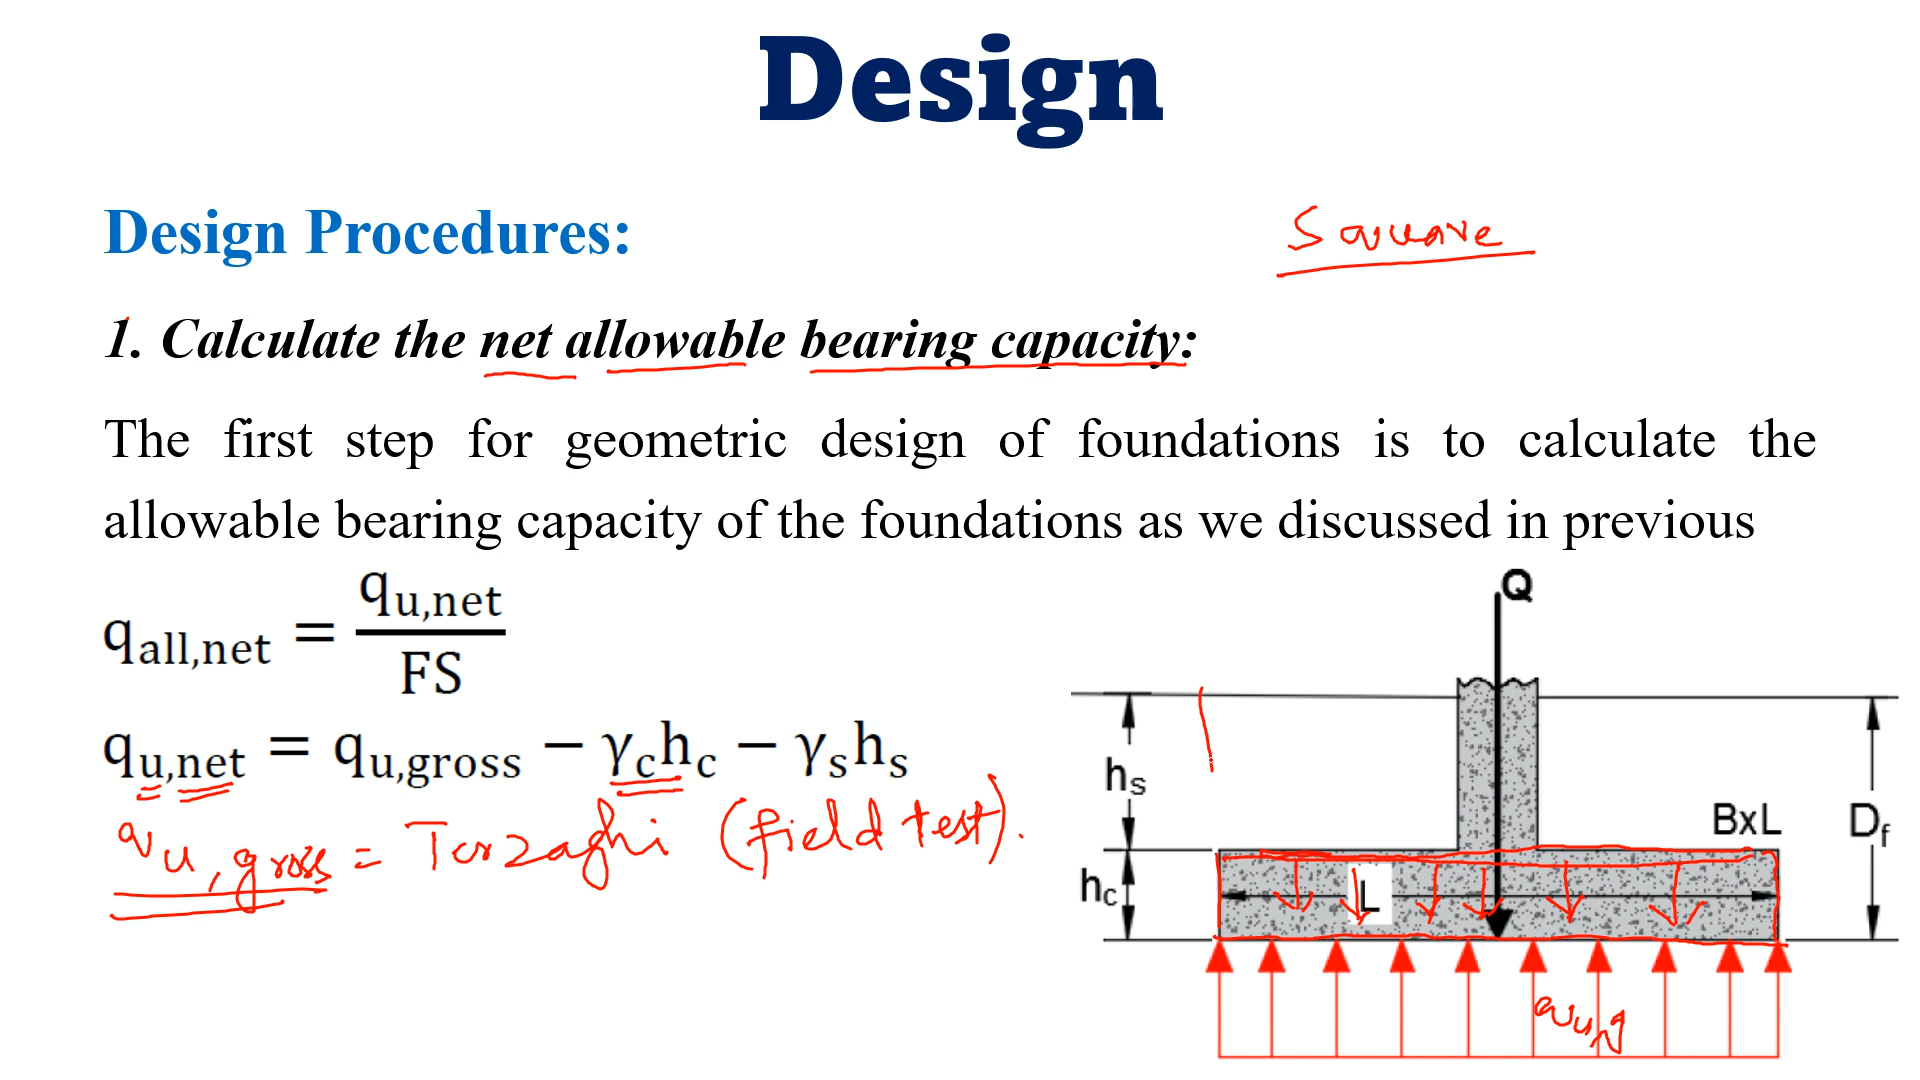 Design
Design Procedures:
Square
1. Calculate the net allowable bearing capacity:
The first step for geometric design of foundations is to calculate the
allowable bearing capacity of the foundations as we discussed in previous
q_all,net = q_u,net / FS
q_u,net = q_u,gross − γ_c h_c − γ_s h_s
q_u,gross = Terzaghi (field test).
Q
h_s
BxL
D_f
h_c
L
q_u,g